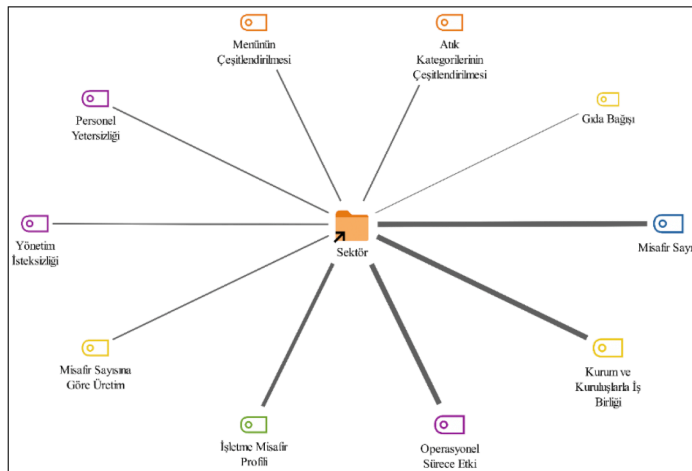 Menünün
Çeşitlendirilmesi
Atık
Kategorilerinin
Çeşitlendirilmesi
Personel
Yetersizliği
Gıda Bağışı
Yönetim
İsteksizliği
Sektör
Misafir Sayı
Misafir Sayısına
Göre Üretim
Kurum ve
Kuruluşlarla İş
Birliği
İşletme Misafir
Profili
Operasyonel
Sürece Etki